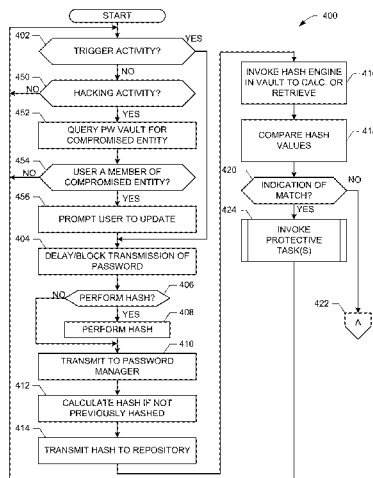 START
400
402
TRIGGER ACTIVITY?
YES
NO
450
HACKING ACTIVITY?
NO
YES
452
QUERY PW VAULT FOR
COMPROMISED ENTITY
454
USER A MEMBER OF
COMPROMISED ENTITY?
NO
YES
456
PROMPT USER TO UPDATE
404
DELAY/BLOCK TRANSMISSION OF
PASSWORD
406
PERFORM HASH?
NO
YES
408
PERFORM HASH
410
TRANSMIT TO PASSWORD
MANAGER
412
CALCULATE HASH IF NOT
PREVIOUSLY HASHED
414
TRANSMIT HASH TO REPOSITORY
INVOKE HASH ENGINE
IN VAULT TO CALC. OR
RETRIEVE
COMPARE HASH
VALUES
420
INDICATION OF
MATCH?
NO
YES
424
INVOKE
PROTECTIVE
TASK(S)
422
A